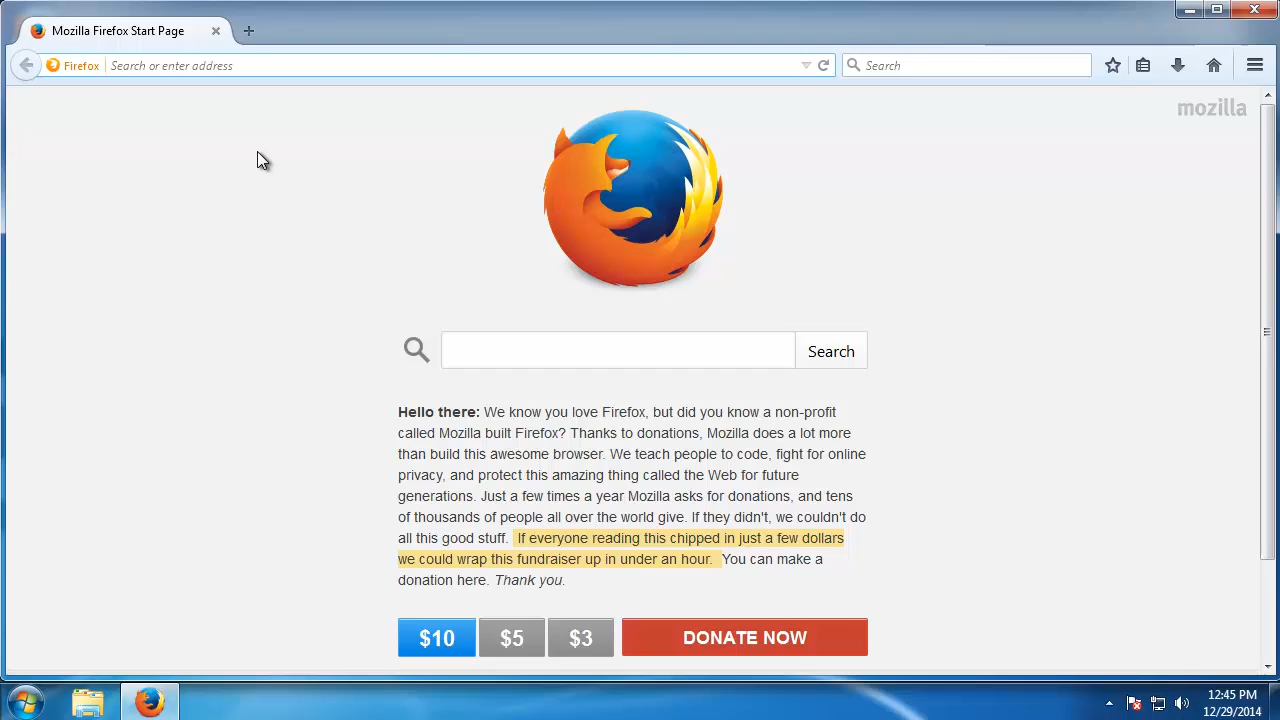 Mozilla Firefox Start Page
Firefox Search or enter address
Search
mozilla
Search
Hello there: We know you love Firefox, but did you know a non-profit
called Mozilla built Firefox? Thanks to donations, Mozilla does a lot more
than build this awesome browser. We teach people to code, fight for online
privacy, and protect this amazing thing called the Web for future
generations. Just a few times a year Mozilla asks for donations, and tens
of thousands of people all over the world give. If they didn't, we couldn't do
all this good stuff. If everyone reading this chipped in just a few dollars
we could wrap this fundraiser up in under an hour. You can make a
donation here. Thank you.
$10 $5 $3 DONATE NOW
12:45 PM
12/29/2014